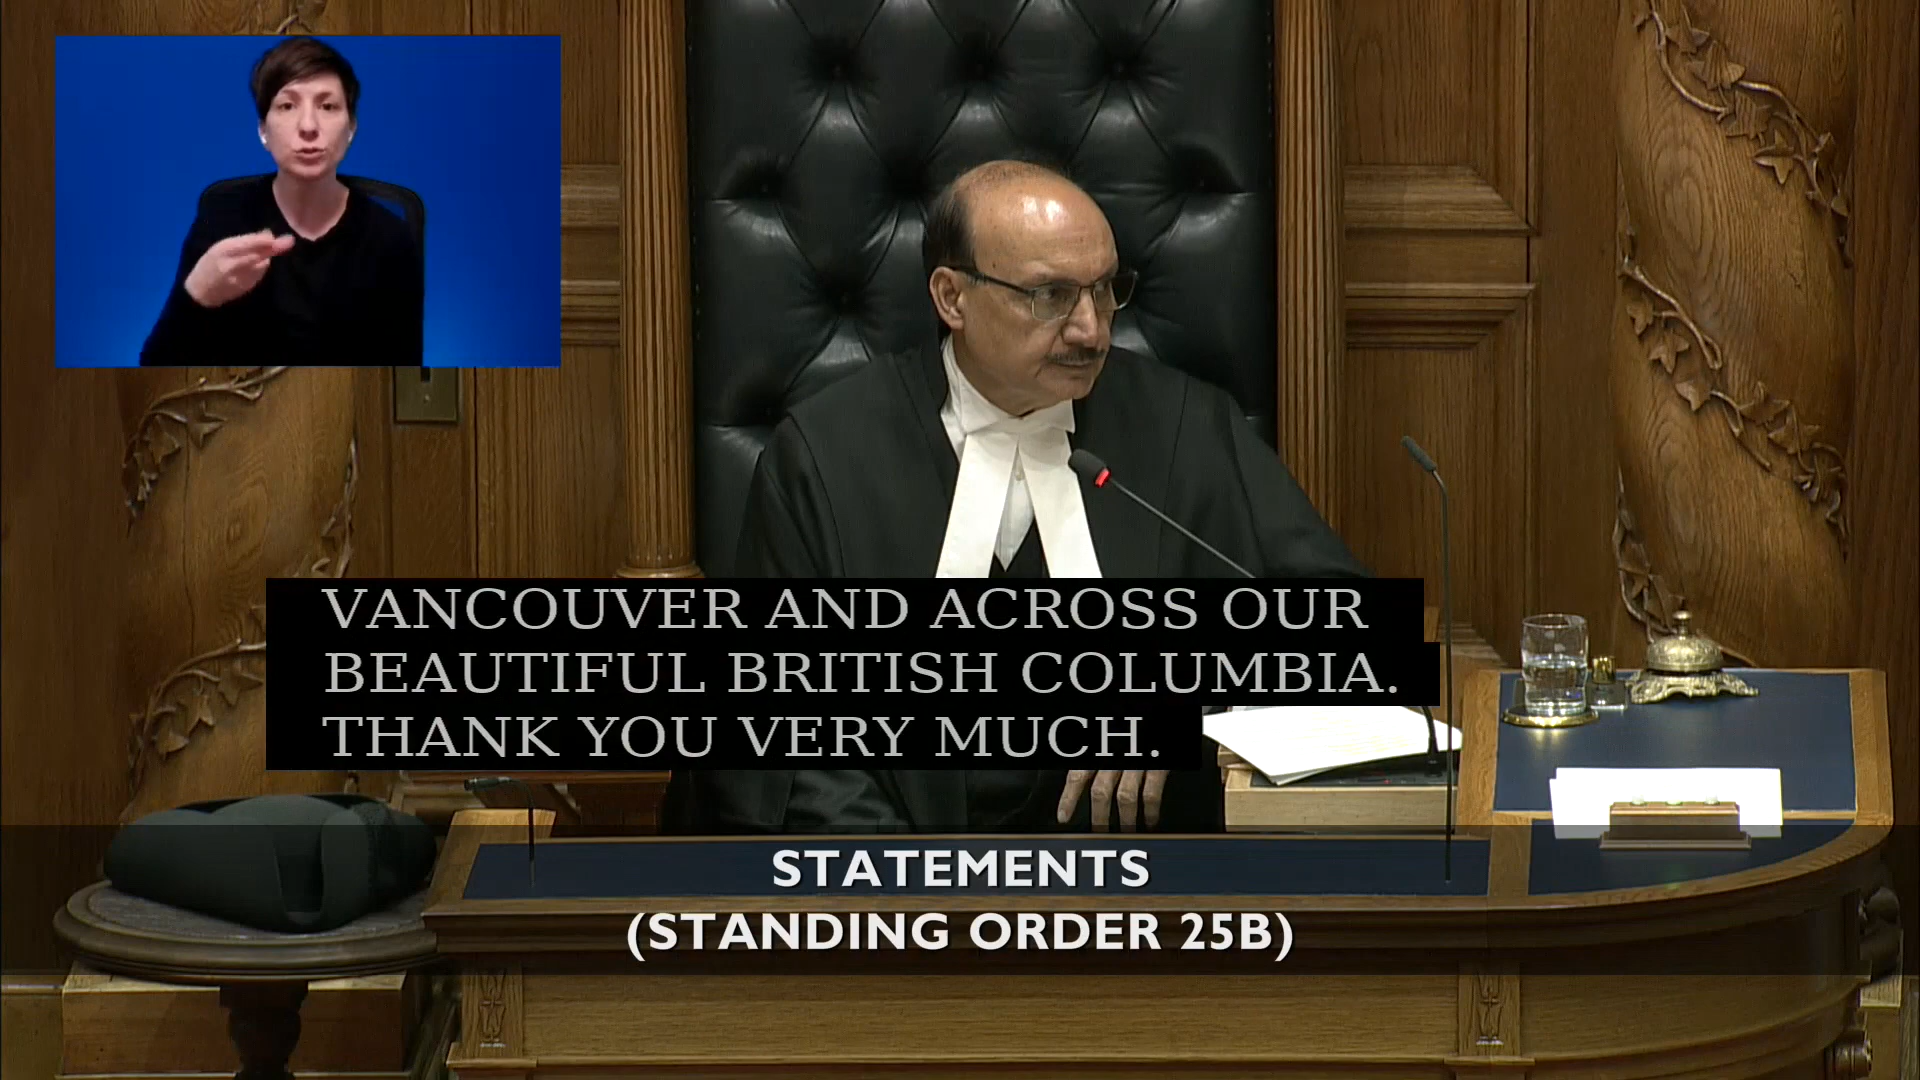 VANCOUVER AND ACROSS OUR
BEAUTIFUL BRITISH COLUMBIA.
THANK YOU VERY MUCH.
STATEMENTS
(STANDING ORDER 25B)